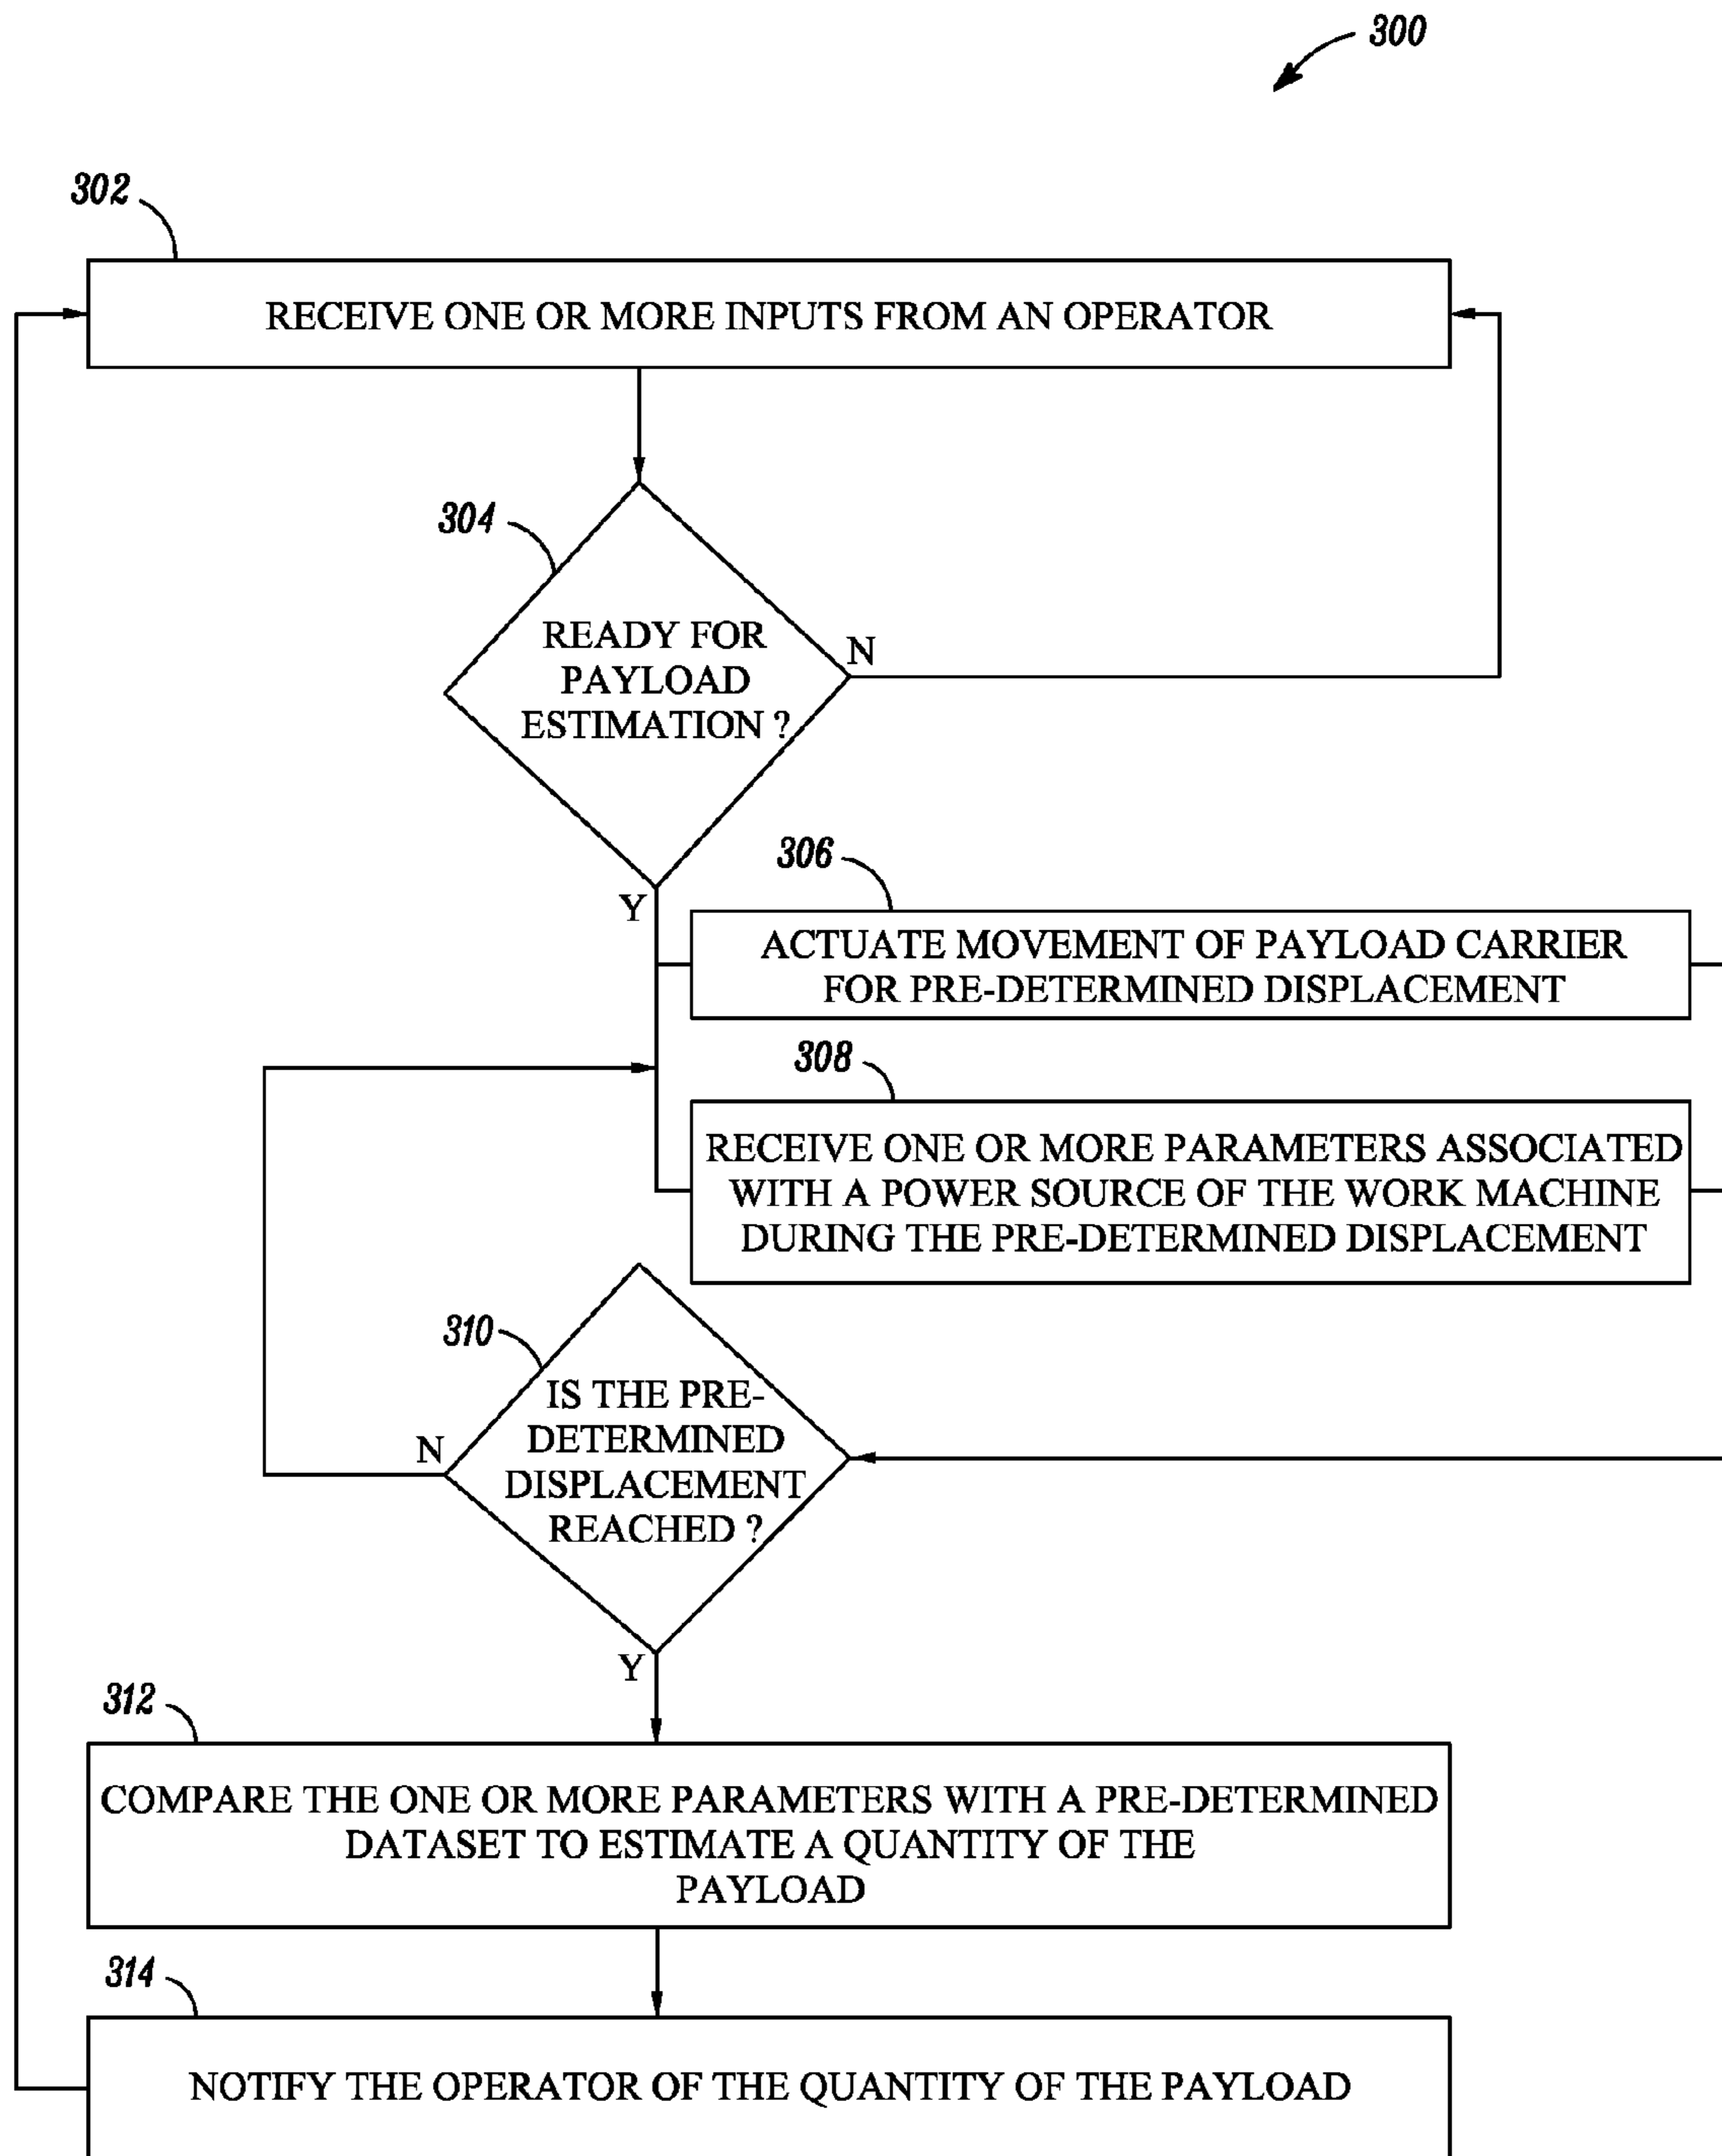 300
302
RECEIVE ONE OR MORE INPUTS FROM AN OPERATOR
304
READY FOR
PAYLOAD
ESTIMATION ?
N
Y
306
ACTUATE MOVEMENT OF PAYLOAD CARRIER
FOR PRE-DETERMINED DISPLACEMENT
308
RECEIVE ONE OR MORE PARAMETERS ASSOCIATED
WITH A POWER SOURCE OF THE WORK MACHINE
DURING THE PRE-DETERMINED DISPLACEMENT
310
IS THE PRE-
DETERMINED
DISPLACEMENT
REACHED ?
N
Y
312
COMPARE THE ONE OR MORE PARAMETERS WITH A PRE-DETERMINED
DATASET TO ESTIMATE A QUANTITY OF THE
PAYLOAD
314
NOTIFY THE OPERATOR OF THE QUANTITY OF THE PAYLOAD